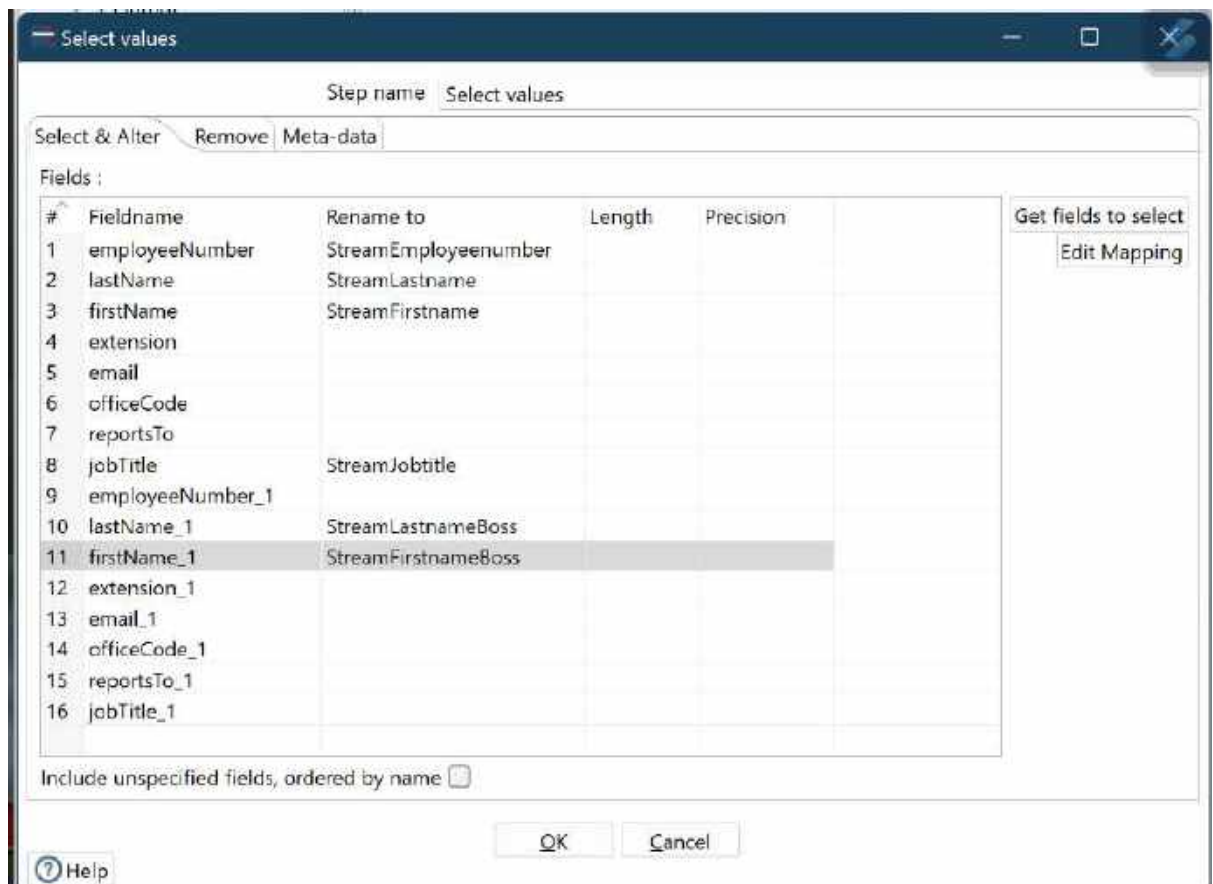 Select values
Step name Select values
Select & Alter Remove Meta-data
Fields :
# Fieldname Rename to Length Precision
Get fields to select
1 employeeNumber StreamEmployeenumber
Edit Mapping
2 lastName StreamLastname
3 firstName StreamFirstname
4 extension
5 email
6 officeCode
7 reportsTo
8 jobTitle StreamJobtitle
9 employeeNumber_1
10 lastName_1 StreamLastnameBoss
11 firstName_1 StreamFirstnameBoss
12 extension_1
13 email_1
14 officeCode_1
15 reportsTo_1
16 jobTitle_1
Include unspecified fields, ordered by name
OK Cancel
? Help